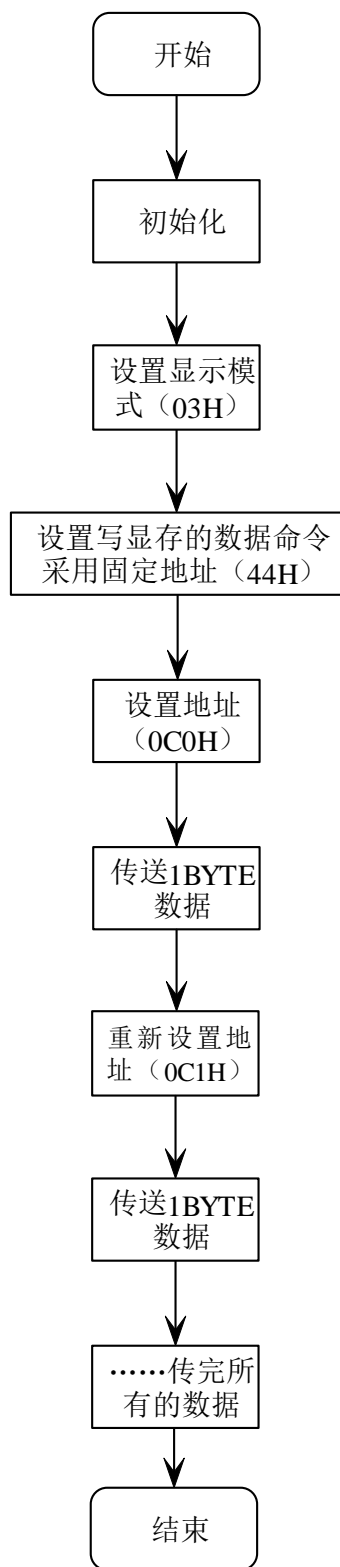 开始
初始化
设置显示模
式（03H）
设置写显存的数据命令
采用固定地址（44H）
设置地址
（0C0H）
传送1BYTE
数据
重新设置地
址（0C1H）
传送1BYTE
数据
……传完所
有的数据
结束